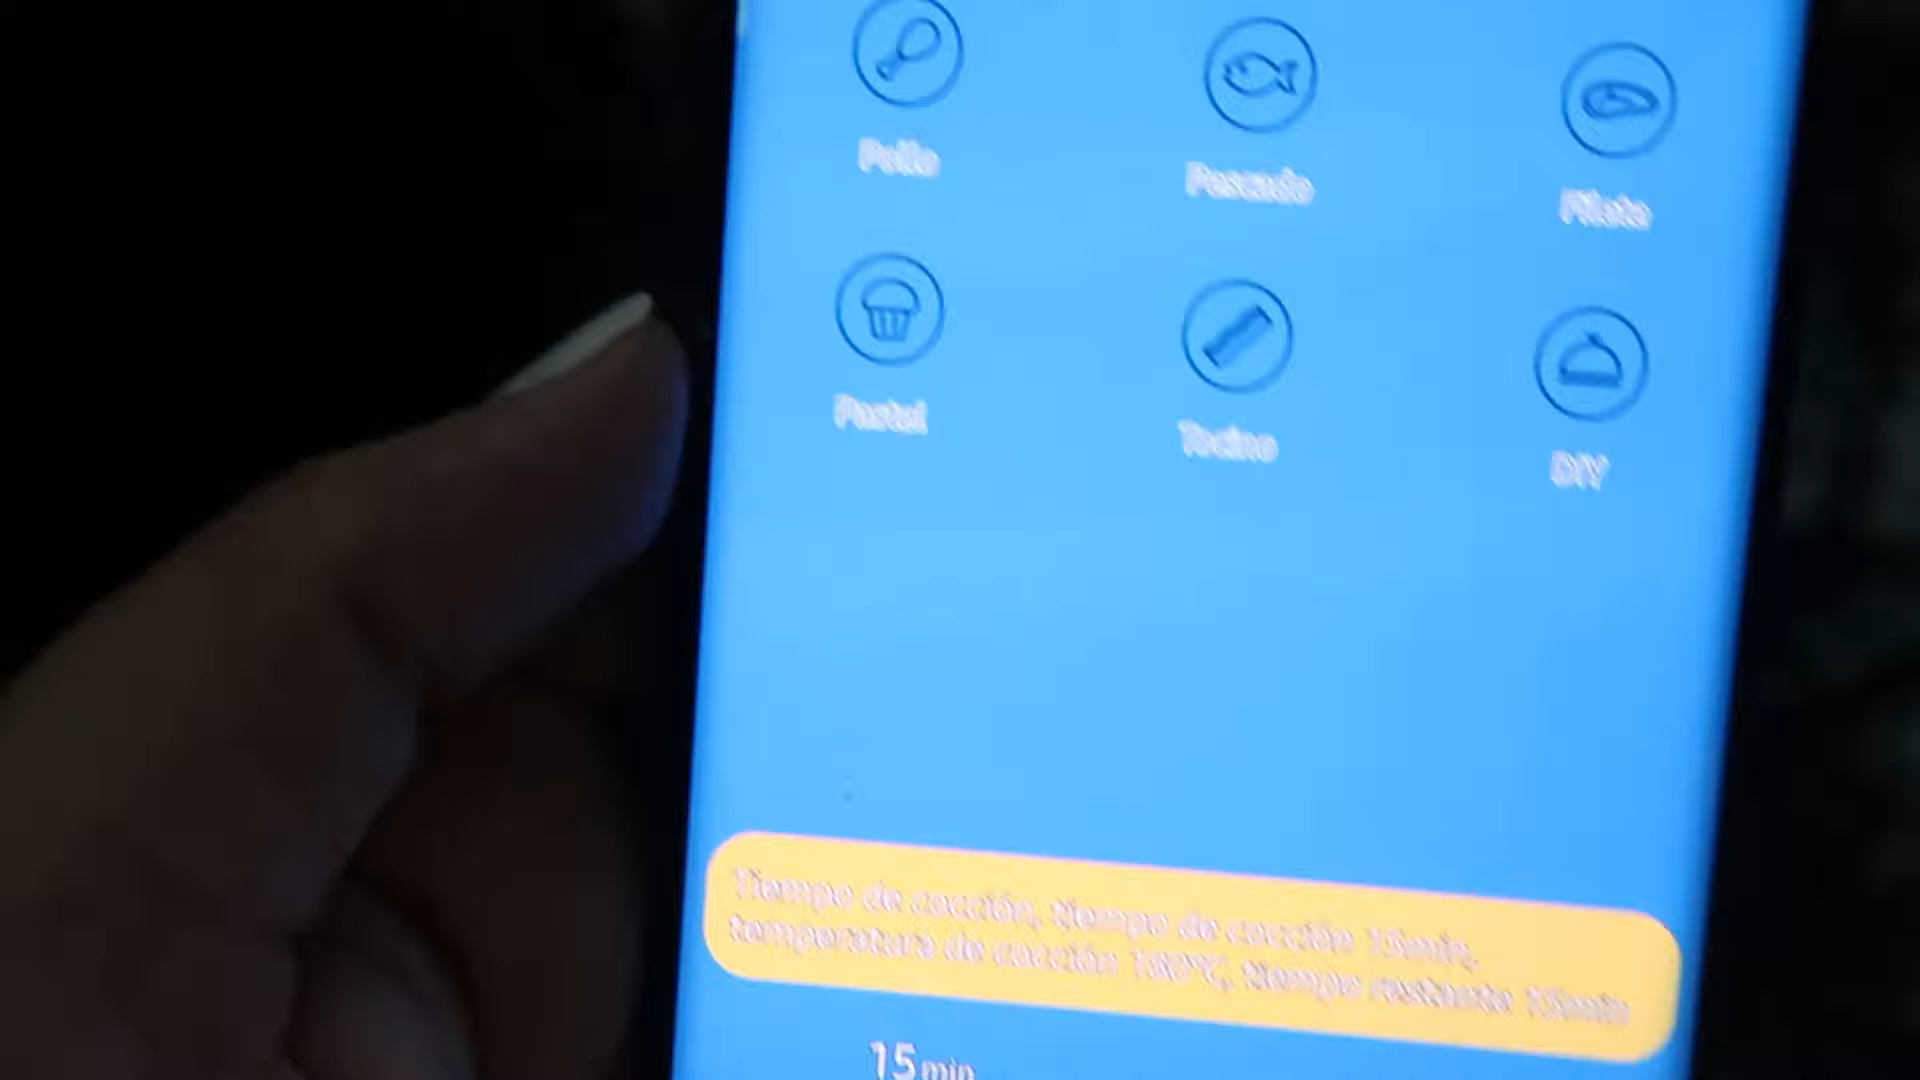 Pollo
Pescado
Filete
Pastel
Tocino
DIY
Tiempo de cocción, tiempo de cocción 15min,
temperatura de cocción 180°C, tiempo restante 15min
15min